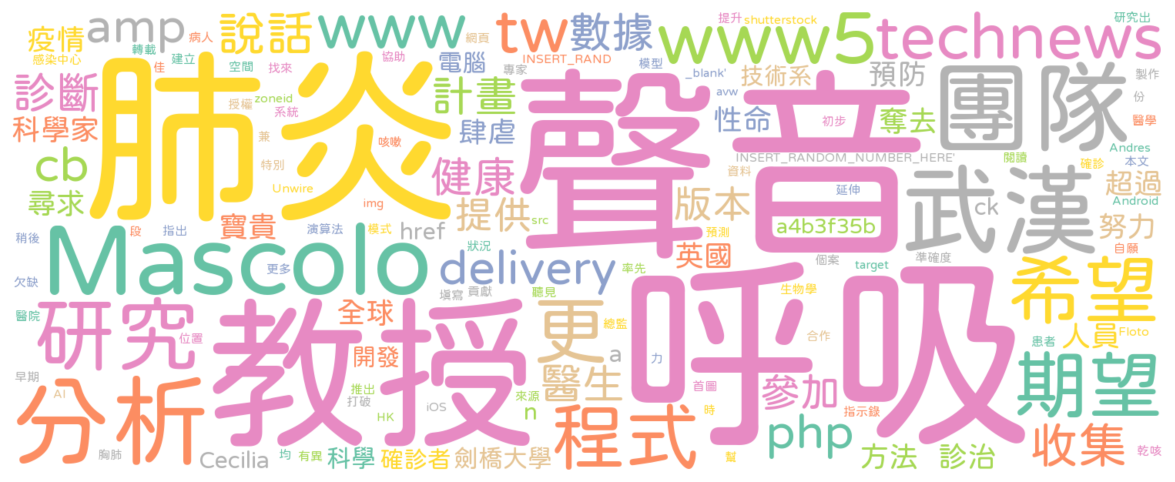 疫情
amp
說話
www
tw
數據
www5
technews
感染中心
轉載
病人
佳
建立
空間
協助
找來
網頁
電腦
專家
INSERT_RAND
模型
提升
shutterstock
_blank'
技術系
預防
研究出
製作
份
診斷
肺炎
授權
zoneid
系統
計畫
聲音
avw
性命
初步
奪去
團隊
醫學
科學家
兼
咳嗽
肆虐
INSERT_RANDOM_NUMBER_HERE'
閱讀
Andres
確診
本文
cb
特別
健康
資料
武漢
超過
Android
尋求
Unwire
img
提供
版本
延伸
ck
寶貴
href
src
a4b3f35b
努力
稍後
段
指出
演算法
模式
狀況
英國
預測
準確度
自願
Mascolo
更多
delivery
率先
個案
target
希望
欠缺
填寫
貢獻
聽見
生物學
醫院
研究
位置
全球
教授
更
總監
呼吸
合作
人員
Floto
患者
早期
開發
a
醫生
力
首圖
參加
期望
AI
分析
推出
打破
HK
iOS
來源
n
程式
時
指示錄
php
收集
胸肺
Cecilia
均
有異
科學
確診者
劍橋大學
幫
方法
診治
乾咳